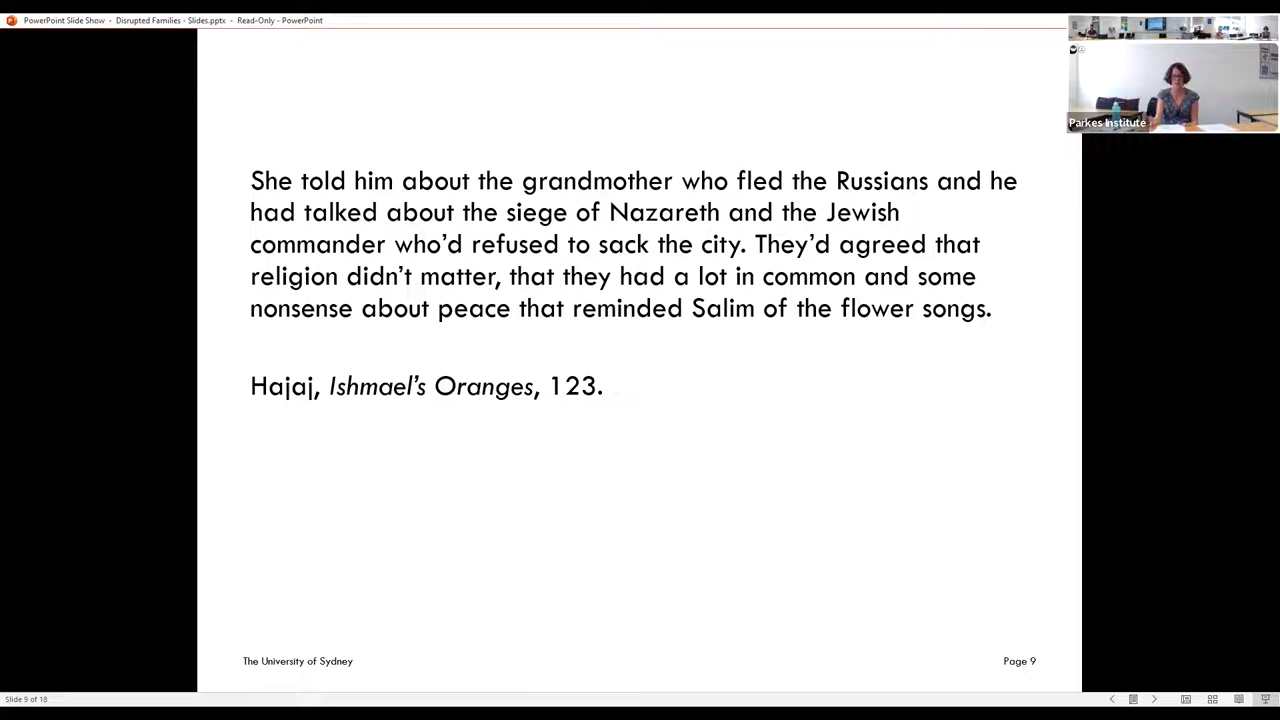 PowerPoint Slide Show - Disrupted Families - Slides.pptx - Read-Only - PowerPoint
Parkes Institute
She told him about the grandmother who fled the Russians and he
had talked about the siege of Nazareth and the Jewish
commander who'd refused to sack the city. They'd agreed that
religion didn't matter, that they had a lot in common and some
nonsense about peace that reminded Salim of the flower songs.
Hajaj, Ishmael's Oranges, 123.
The University of Sydney
Page 9
Slide 9 of 18